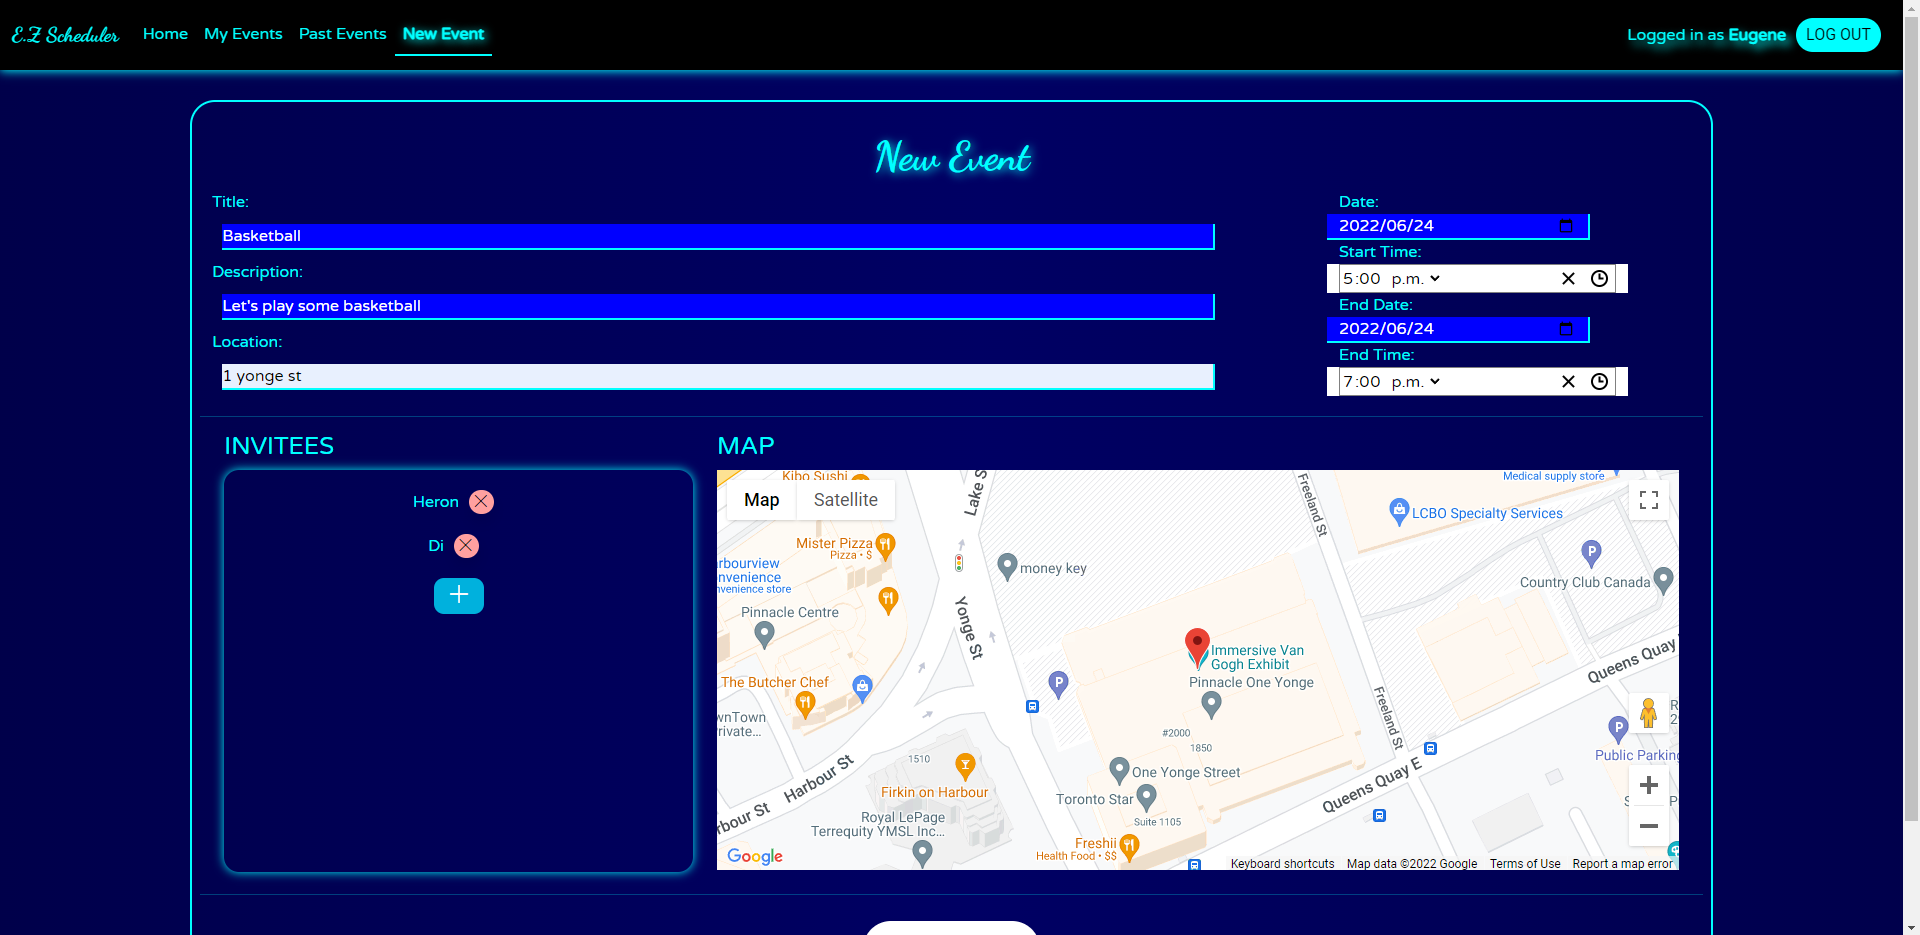 E.Z Scheduler Home My Events Past Events New Event Logged in as Eugene LOG OUT
New Event
Title:
Basketball
Description:
Let's play some basketball
Location:
1 yonge st
Date:
2022/06/24
Start Time:
5:00 p.m.
End Date:
2022/06/24
End Time:
7:00 p.m.
INVITEES
Heron
Di
+
MAP
Map Satellite
Kibo Sushi
Lake S
Freeland St
Medical supply store
LCBO Specialty Services
Mister Pizza
Pizza • $
rbourview
nvenience
nvenience store
money key
P
Country Club Canada
Pinnacle Centre
Yonge St
Immersive Van
Gogh Exhibit
Pinnacle One Yonge
Queens Quay
The Butcher Chef
P
Freeland St
wnTown
rivate...
#2000
1850
P
Public Parking
1510
Harbour St
One Yonge Street
Queens Quay E
Firkin on Harbour
Toronto Star
rbour St
Royal LePage
Terrequity YMSL Inc...
Suite 1105
Freshii
Health Food • $$
Google
Keyboard shortcuts Map data ©2022 Google Terms of Use Report a map error